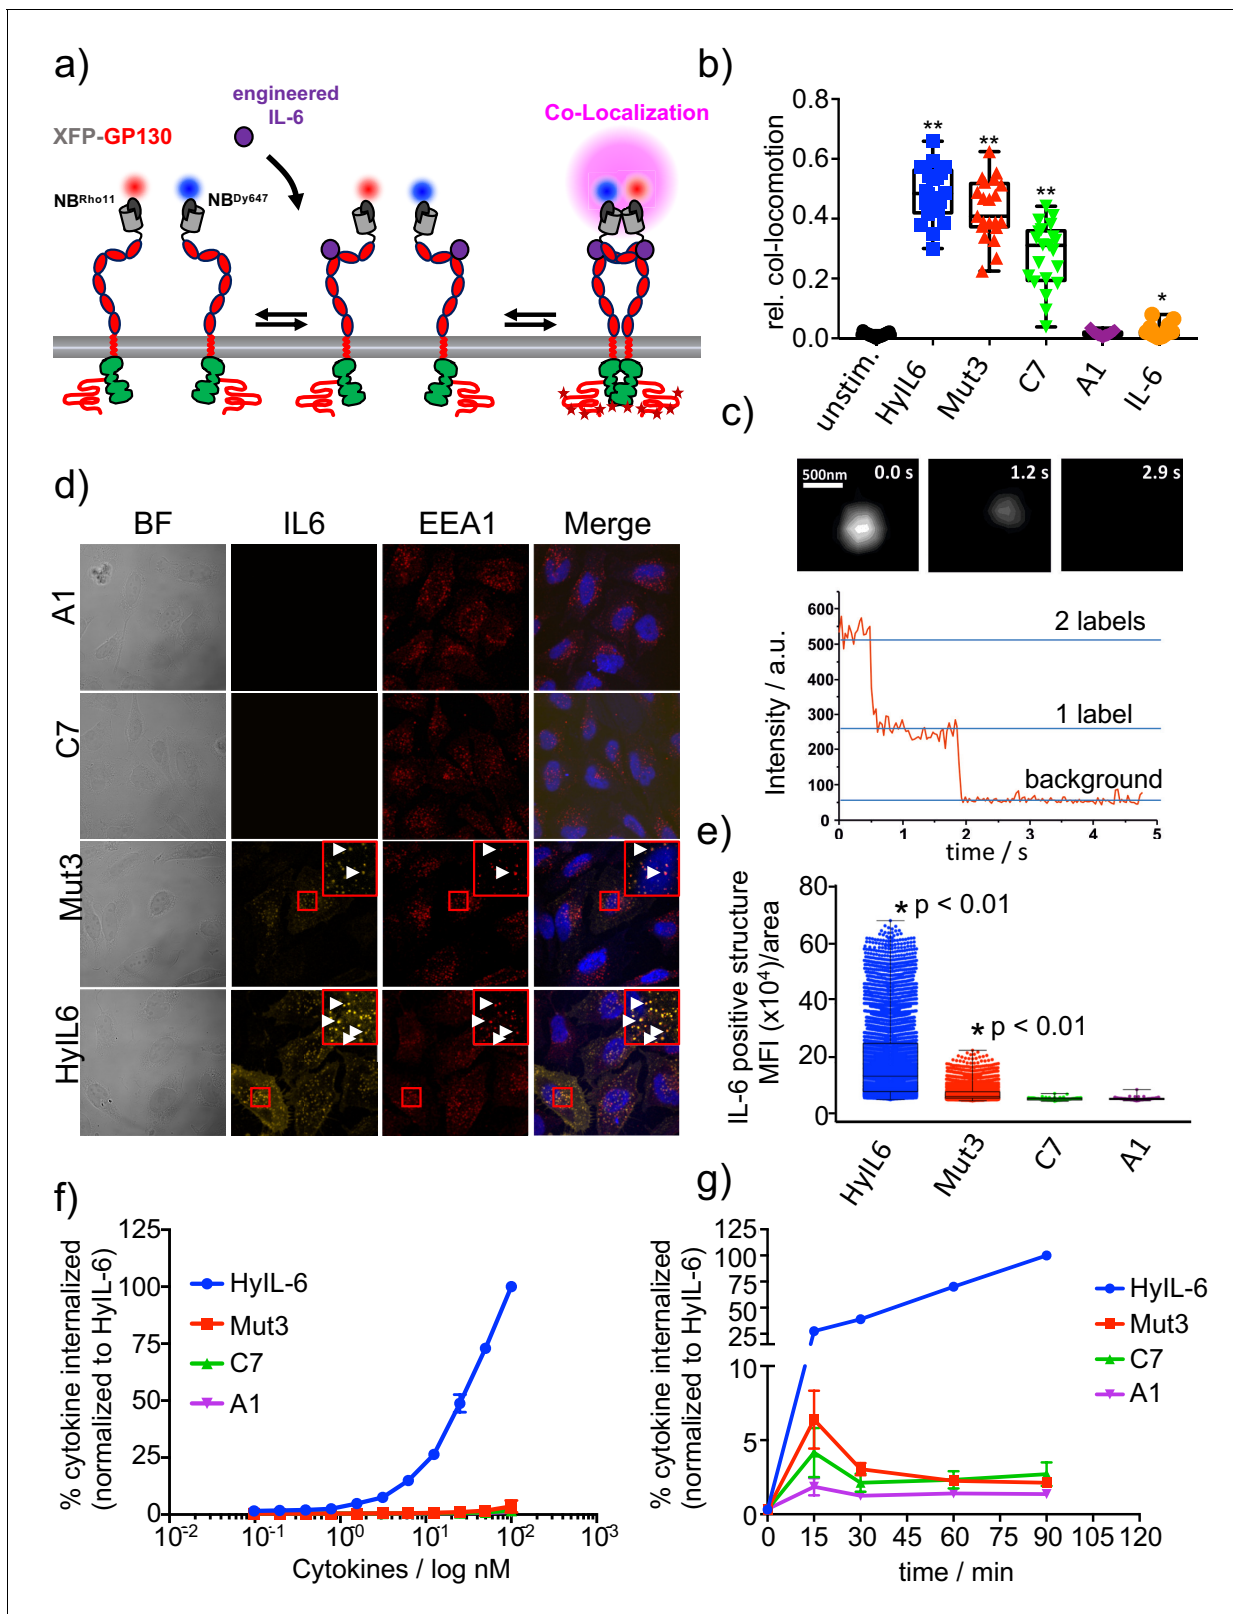 a)
engineered
IL-6
XFP-GP130
Co-Localization
NBRho11
NBDy647
b)
rel. col-locomotion
0.8
0.6
0.4
0.2
0.0
**
**
**
*
unstim.
HyIL6
Mut3
C7
A1
IL-6
c)
500nm
0.0 s
1.2 s
2.9 s
Intensity / a.u.
600
500
400
300
200
100
0
2 labels
1 label
background
0 1 2 3 4 5
time / s
d)
BF IL6 EEA1 Merge
A1
C7
Mut3
HyIL6
e)
IL-6 positive structure
MFI (x10⁴)/area
80
60
40
20
0
* p < 0.01
* p < 0.01
HyIL6
Mut3
C7
A1
f)
% cytokine internalized
(normalized to HyIL-6)
125
100
75
50
25
0
HyIL-6
Mut3
C7
A1
10⁻² 10⁻¹ 10⁰ 10⁻¹ 10⁻² 10⁻³
Cytokines / log nM
g)
% cytokine internalized
(normalized to HyIL-6)
125
100
75
50
25
10
5
0
HyIL-6
Mut3
C7
A1
0 15 30 45 60 75 90 105 120
time / min